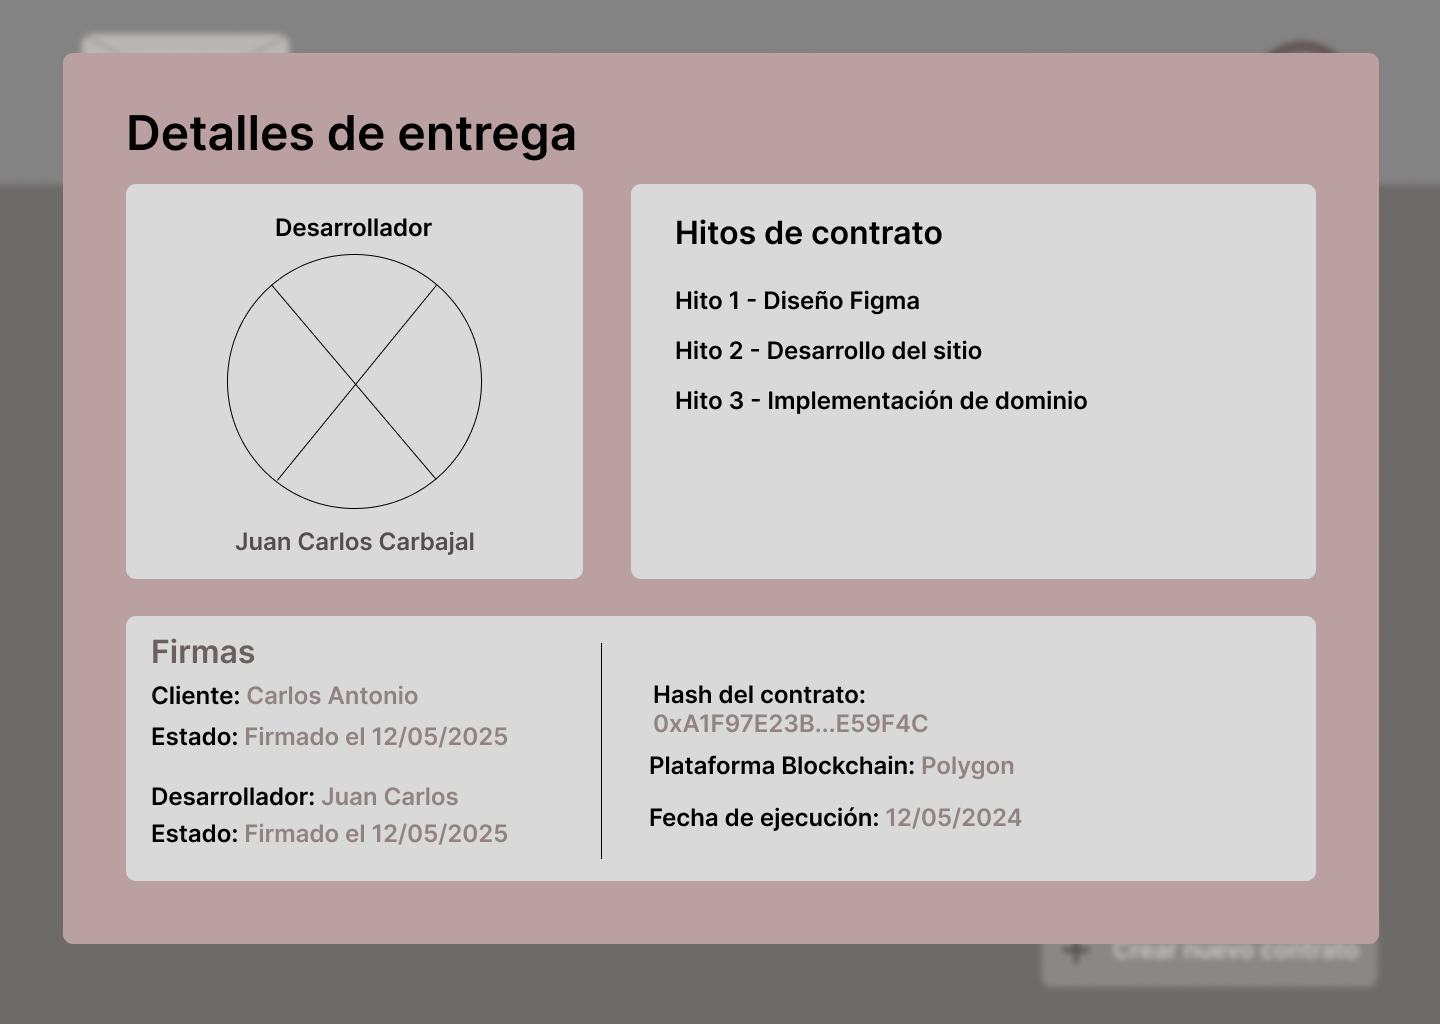 Detalles de entrega
Desarrollador
Juan Carlos Carbajal
Hitos de contrato
Hito 1 - Diseño Figma
Hito 2 - Desarrollo del sitio
Hito 3 - Implementación de dominio
Firmas
Cliente: Carlos Antonio
Estado: Firmado el 12/05/2025
Desarrollador: Juan Carlos
Estado: Firmado el 12/05/2025
Hash del contrato:
0xA1F97E23B...E59F4C
Plataforma Blockchain: Polygon
Fecha de ejecución: 12/05/2024
+ Crear nuevo contrato